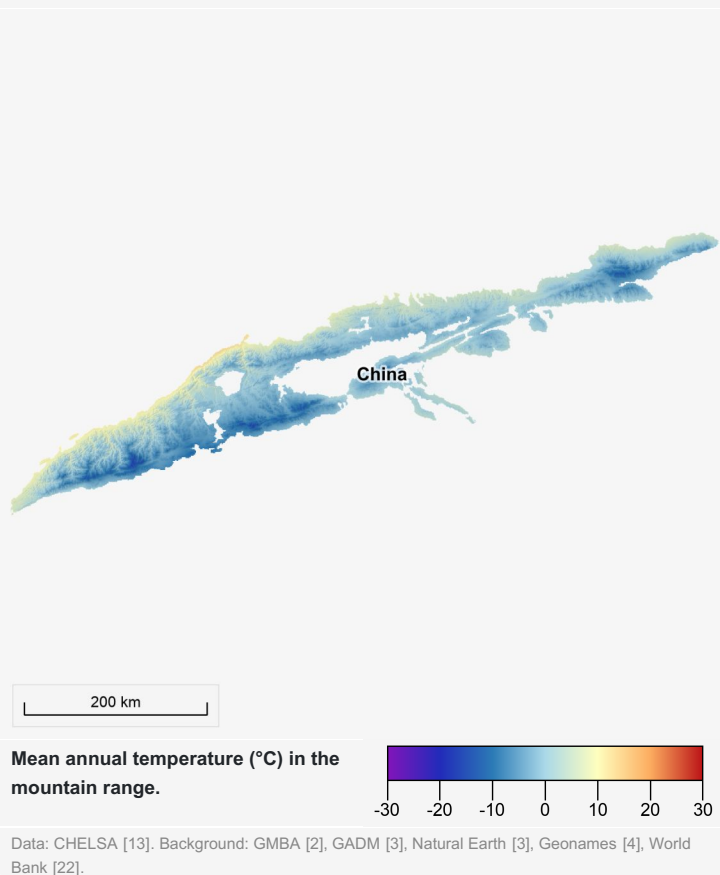 China
200 km
Mean annual temperature (°C) in the
mountain range.
-30 -20 -10 0 10 20 30
Data: CHELSA [13]. Background: GMBA [2], GADM [3], Natural Earth [3], Geonames [4], World
Bank [22].